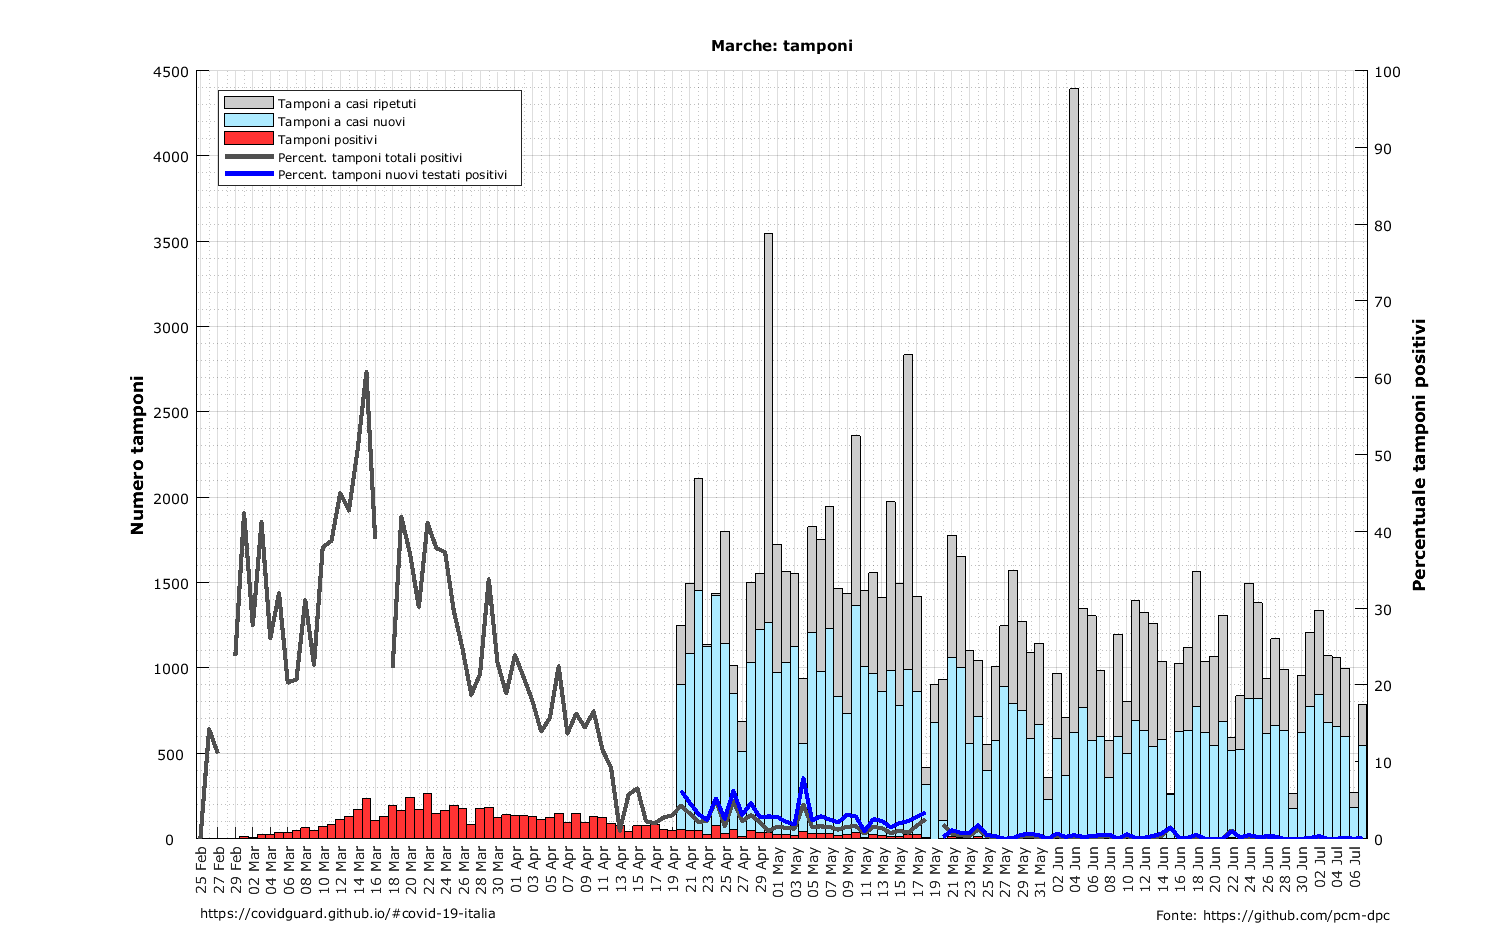 Marche: tamponi
4500
4000
3500
3000
2500
2000
1500
1000
500
0
Numero tamponi
Tamponi a casi ripetuti
Tamponi a casi nuovi
Tamponi positivi
Percent. tamponi totali positivi
Percent. tamponi nuovi testati positivi
100
90
80
70
60
50
40
30
20
10
0
Percentuale tamponi positivi
25 Feb
27 Feb
29 Feb
02 Mar
04 Mar
06 Mar
08 Mar
10 Mar
12 Mar
14 Mar
16 Mar
18 Mar
20 Mar
22 Mar
24 Mar
26 Mar
28 Mar
30 Mar
01 Apr
03 Apr
05 Apr
07 Apr
09 Apr
11 Apr
13 Apr
15 Apr
17 Apr
19 Apr
21 Apr
23 Apr
25 Apr
27 Apr
29 Apr
01 May
03 May
05 May
07 May
09 May
11 May
13 May
15 May
17 May
19 May
21 May
23 May
25 May
27 May
29 May
31 May
02 Jun
04 Jun
06 Jun
08 Jun
10 Jun
12 Jun
14 Jun
16 Jun
18 Jun
20 Jun
22 Jun
24 Jun
26 Jun
28 Jun
30 Jun
02 Jul
04 Jul
06 Jul
https://covidguard.github.io/#covid-19-italia
Fonte: https://github.com/pcm-dpc